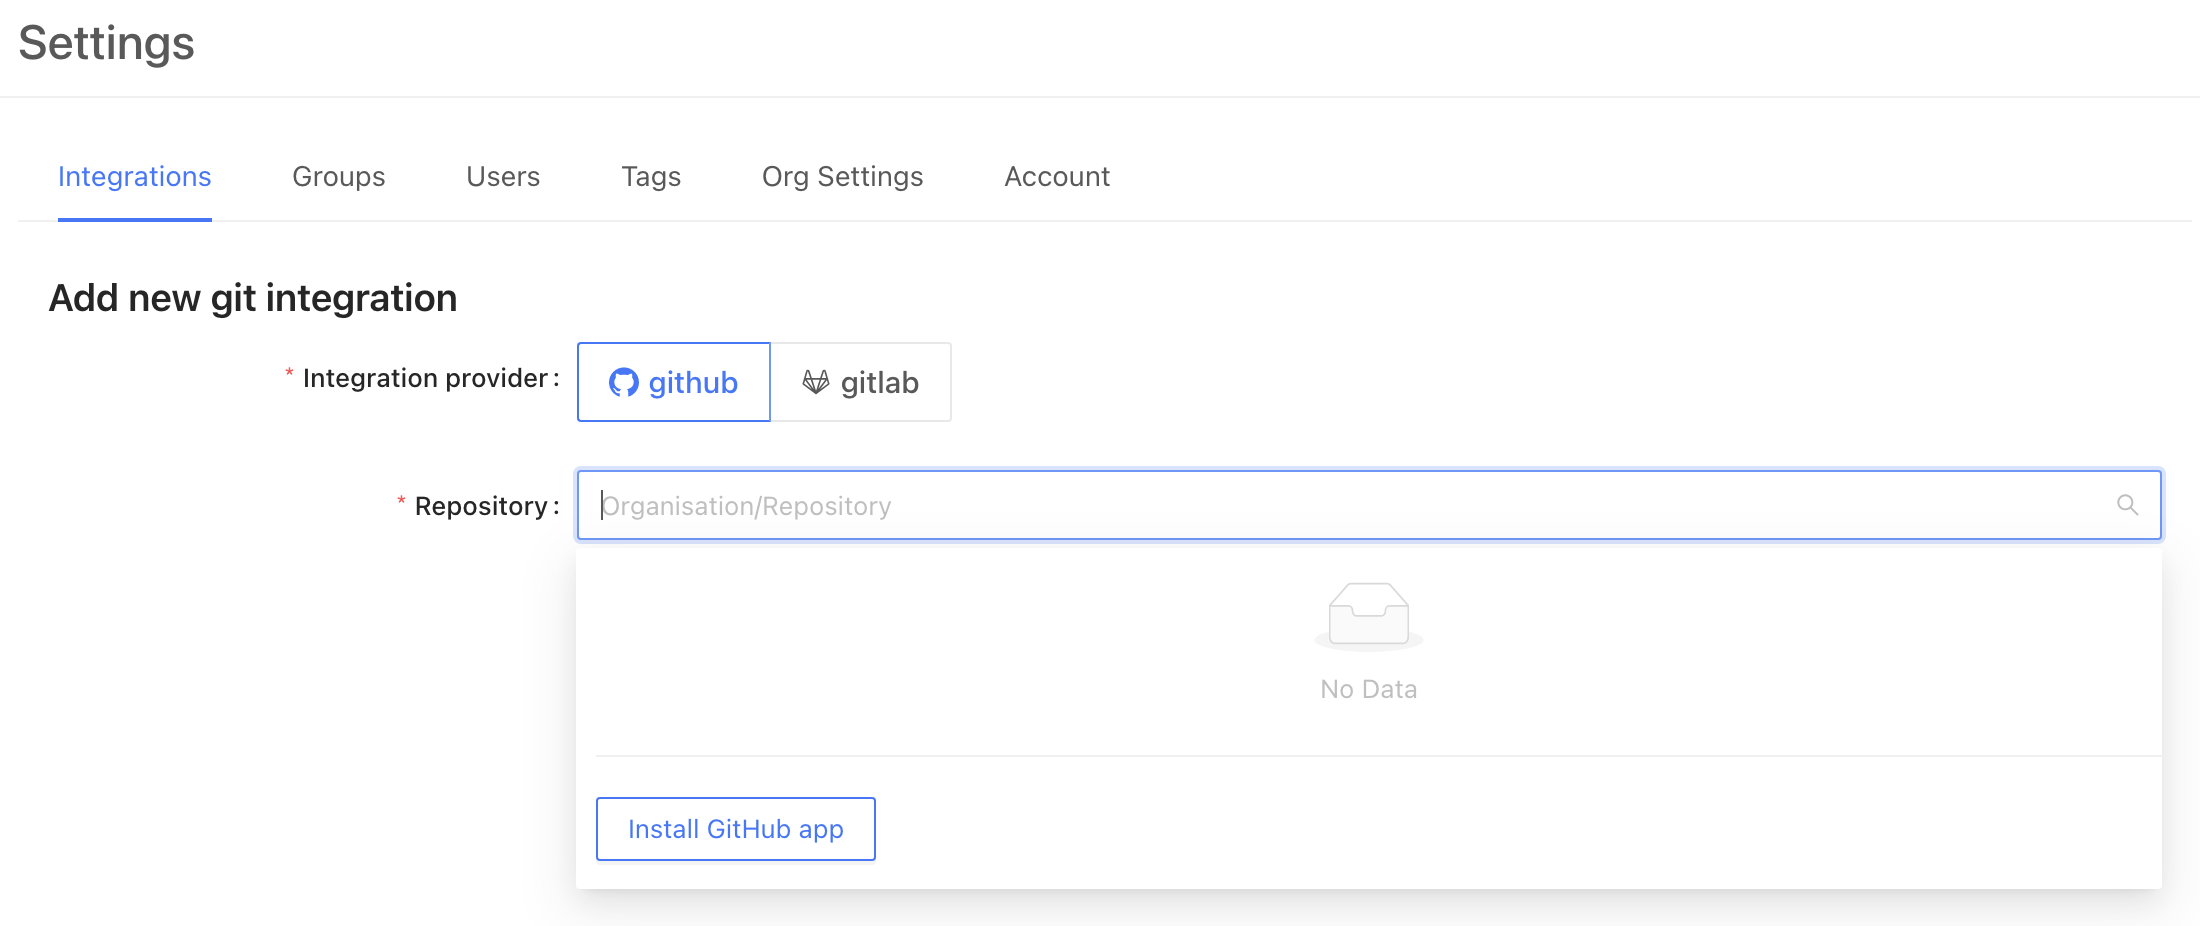 Settings
Integrations Groups Users Tags Org Settings Account
Add new git integration
* Integration provider: github gitlab
* Repository: Organisation/Repository
No Data
Install GitHub app